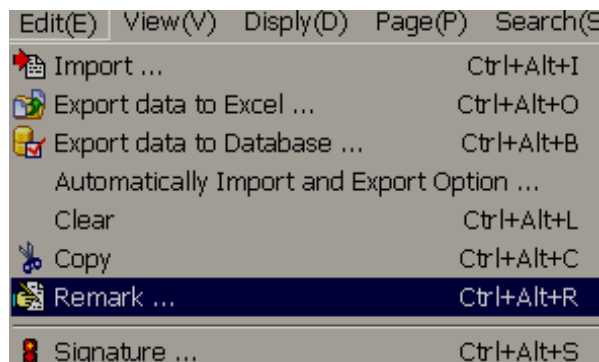 Edit(E) View(V) Disply(D) Page(P) Search(S
Import ... Ctrl+Alt+I
Export data to Excel ... Ctrl+Alt+O
Export data to Database ... Ctrl+Alt+B
Automatically Import and Export Option ...
Clear Ctrl+Alt+L
Copy Ctrl+Alt+C
Remark ... Ctrl+Alt+R
Signature ... Ctrl+Alt+S